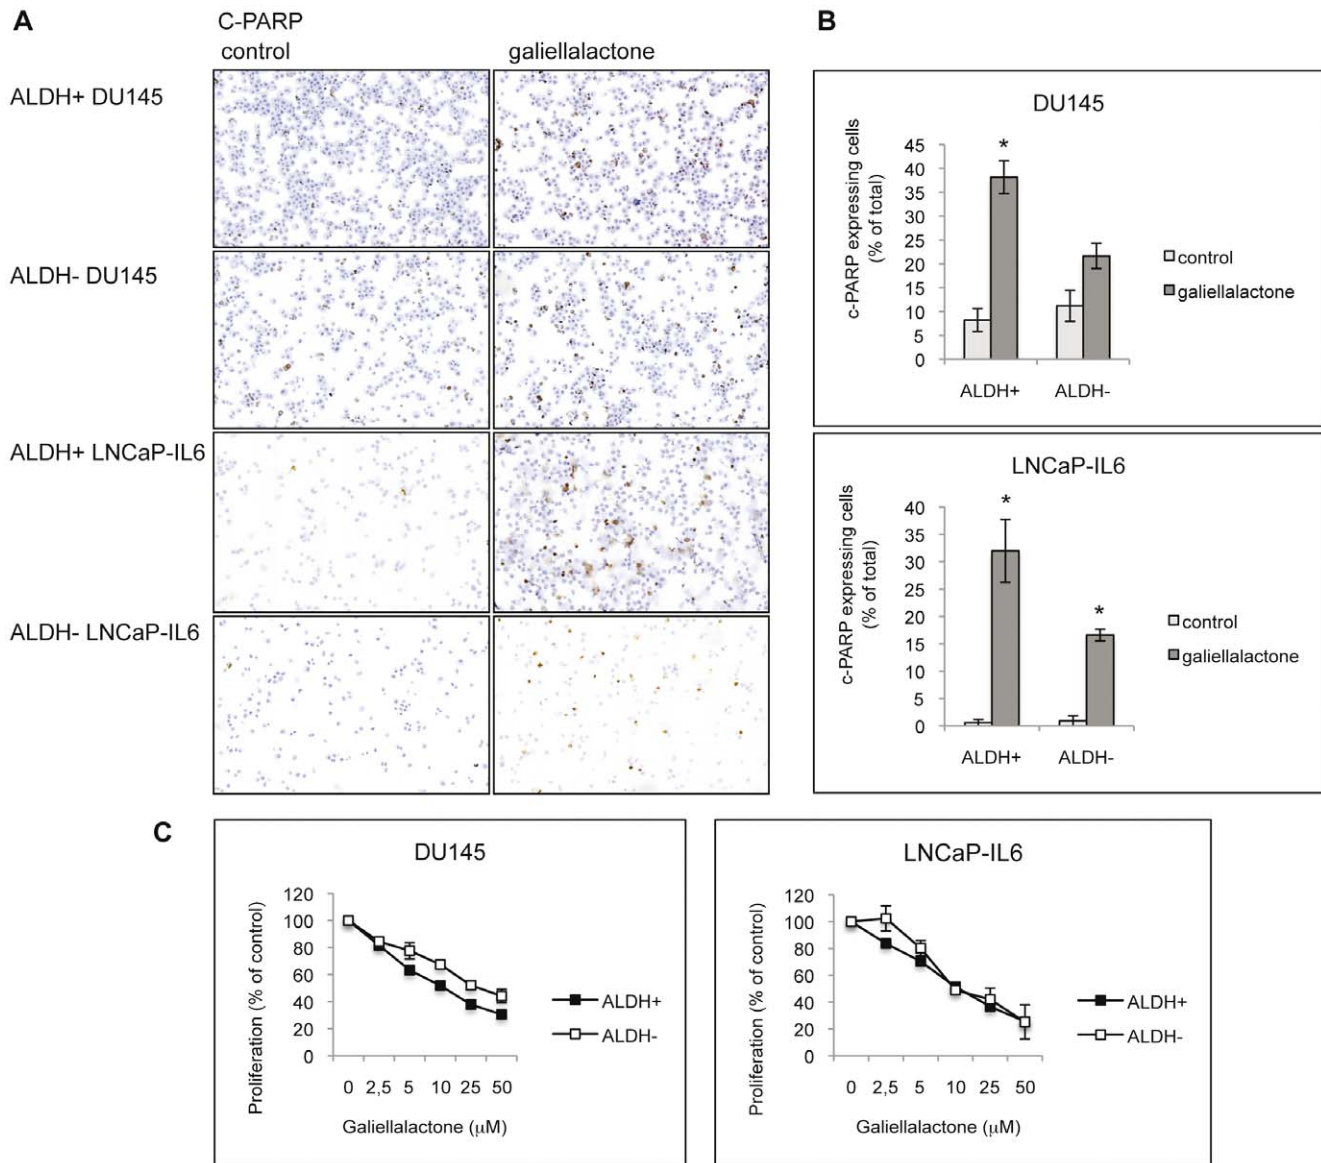 A
C-PARP
control
galiellalactone
ALDH+ DU145
ALDH- DU145
ALDH+ LNCaP-IL6
ALDH- LNCaP-IL6
B
DU145
c-PARP expressing cells
(% of total)
45
40
35
30
25
20
15
10
5
0
*
ALDH+
ALDH-
control
galiellalactone
LNCaP-IL6
c-PARP expressing cells
(% of total)
40
35
30
25
20
15
10
5
0
*
*
ALDH+
ALDH-
control
galiellalactone
C
DU145
Proliferation (% of control)
120
100
80
60
40
20
0
0 2,5 5 10 25 50
Galiellalactone (μM)
ALDH+
ALDH-
LNCaP-IL6
Proliferation (% of control)
120
100
80
60
40
20
0
0 2,5 5 10 25 50
Galiellalactone (μM)
ALDH+
ALDH-